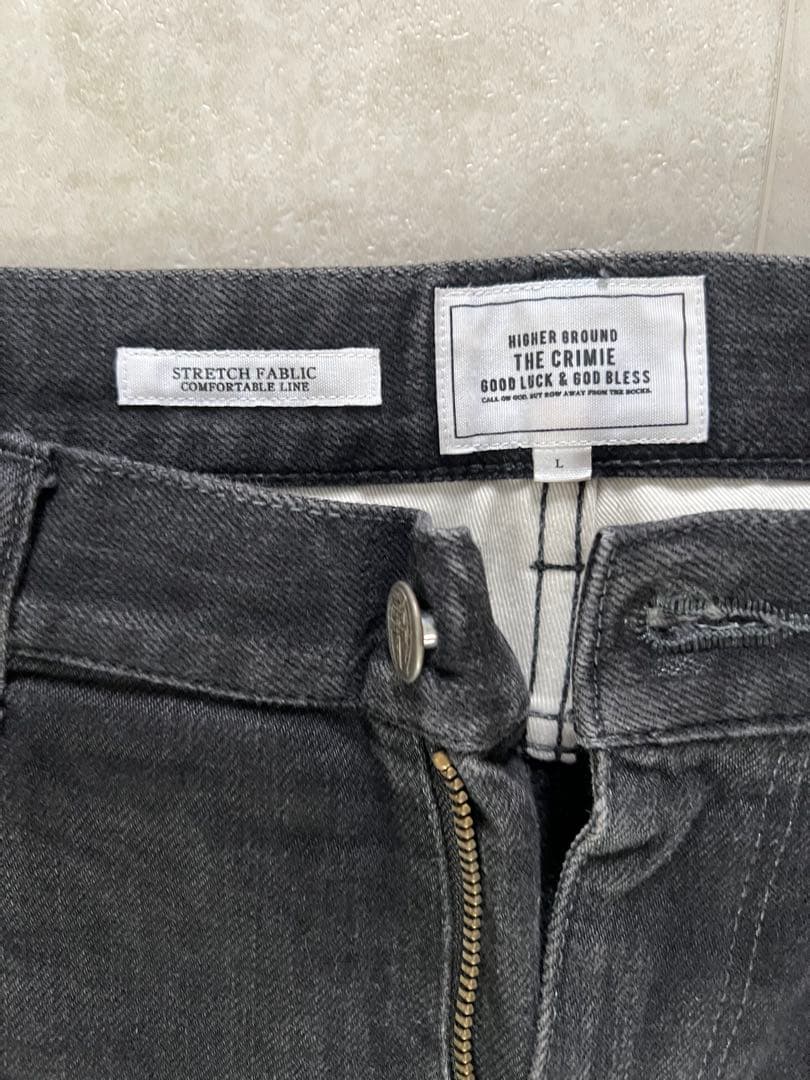 STRETCH FABLIC
COMFORTABLE LINE
HIGHER GROUND
THE CRIMIE
GOOD LUCK & GOD BLESS
CALL ON GOD, BUT ROW AWAY FROM THE ROCKS.
L